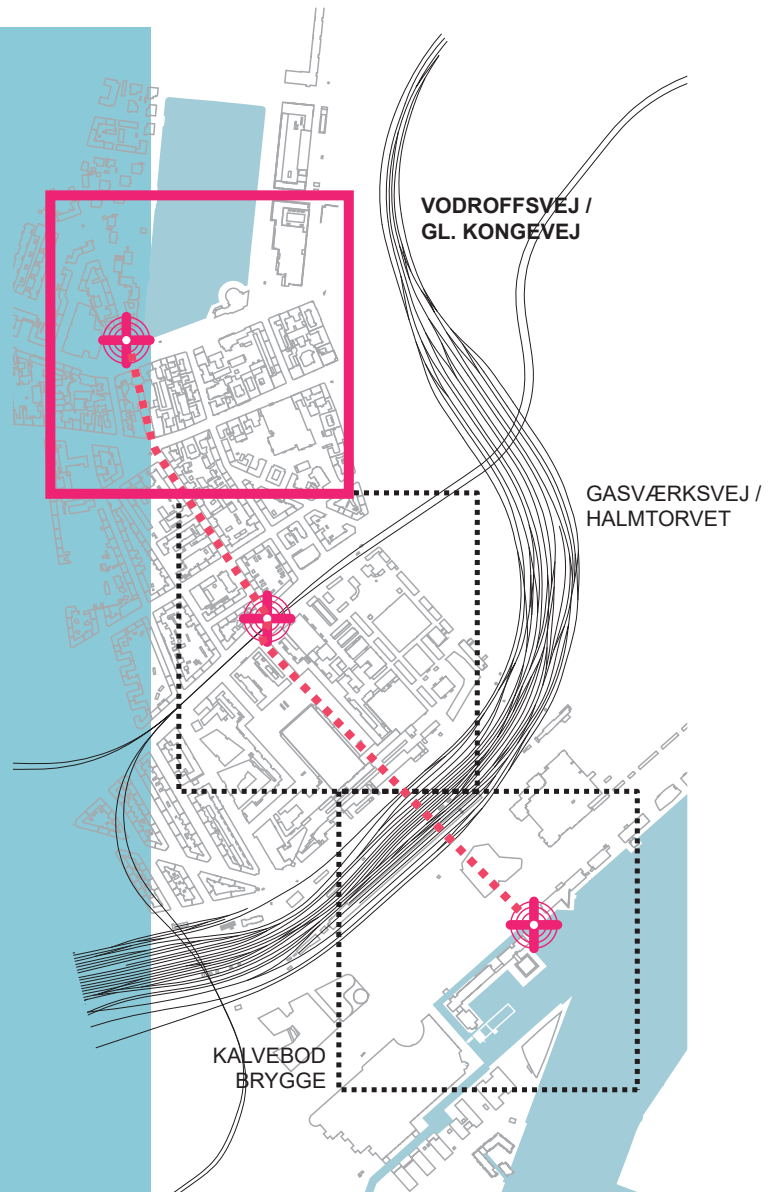 VODROFFSVEJ /
GL. KONGEVEJ
GASVÆRKSVEJ /
HALMTORVET
KALVEBOD
BRYGGE